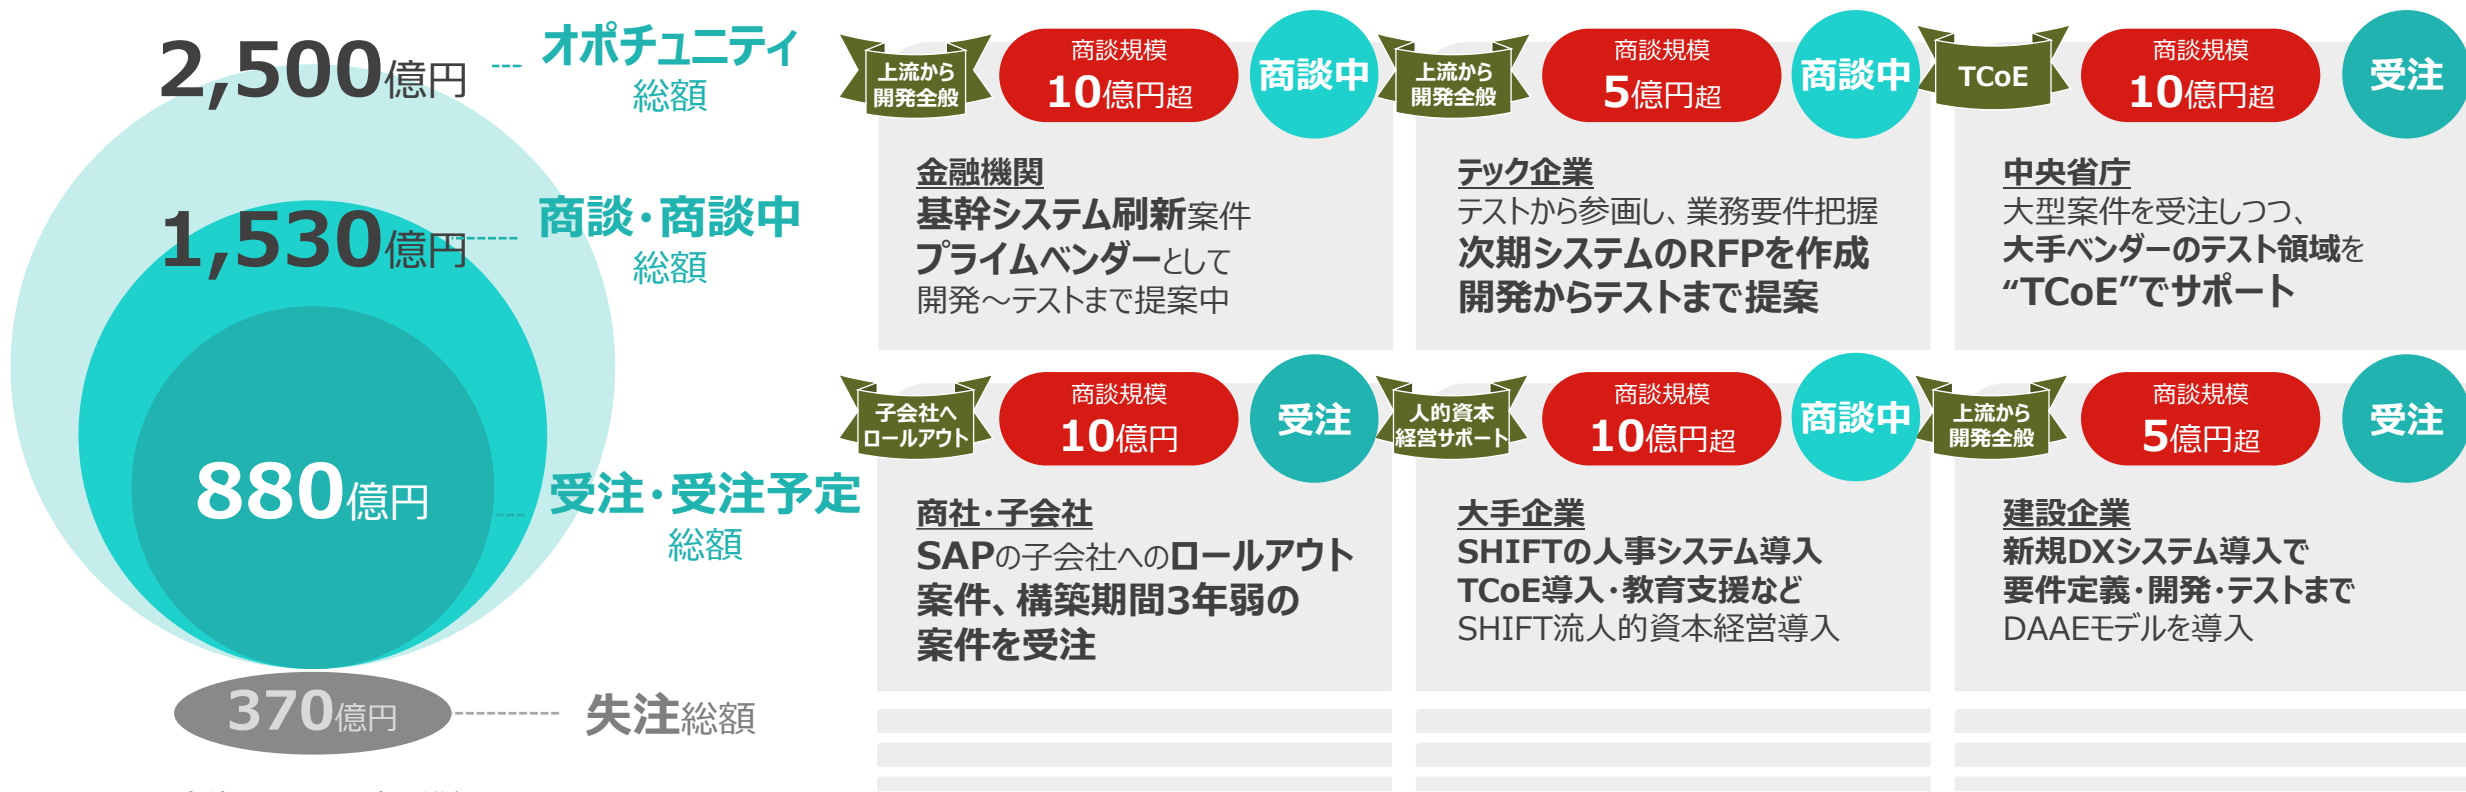 2,500億円
オポチュニティ
総額
1,530億円
商談・商談中
総額
880億円
受注・受注予定
総額
370億円
失注総額
上流から
開発全般
商談規模
10億円超
商談中
金融機関
基幹システム刷新案件
プライムベンダーとして
開発～テストまで提案中
上流から
開発全般
商談規模
5億円超
商談中
テック企業
テストから参画し、業務要件把握
次期システムのRFPを作成
開発からテストまで提案
TCoE
商談規模
10億円超
受注
中央省庁
大型案件を受注しつつ、
大手ベンダーのテスト領域を
“TCoE”でサポート
子会社へ
ロールアウト
商談規模
10億円
受注
商社・子会社
SAPの子会社へのロールアウト
案件、構築期間3年弱の
案件を受注
人的資本
経営サポート
商談規模
10億円超
商談中
大手企業
SHIFTの人事システム導入
TCoE導入・教育支援など
SHIFT流人的資本経営導入
上流から
開発全般
商談規模
5億円超
受注
建設企業
新規DXシステム導入で
要件定義・開発・テストまで
DAAEモデルを導入